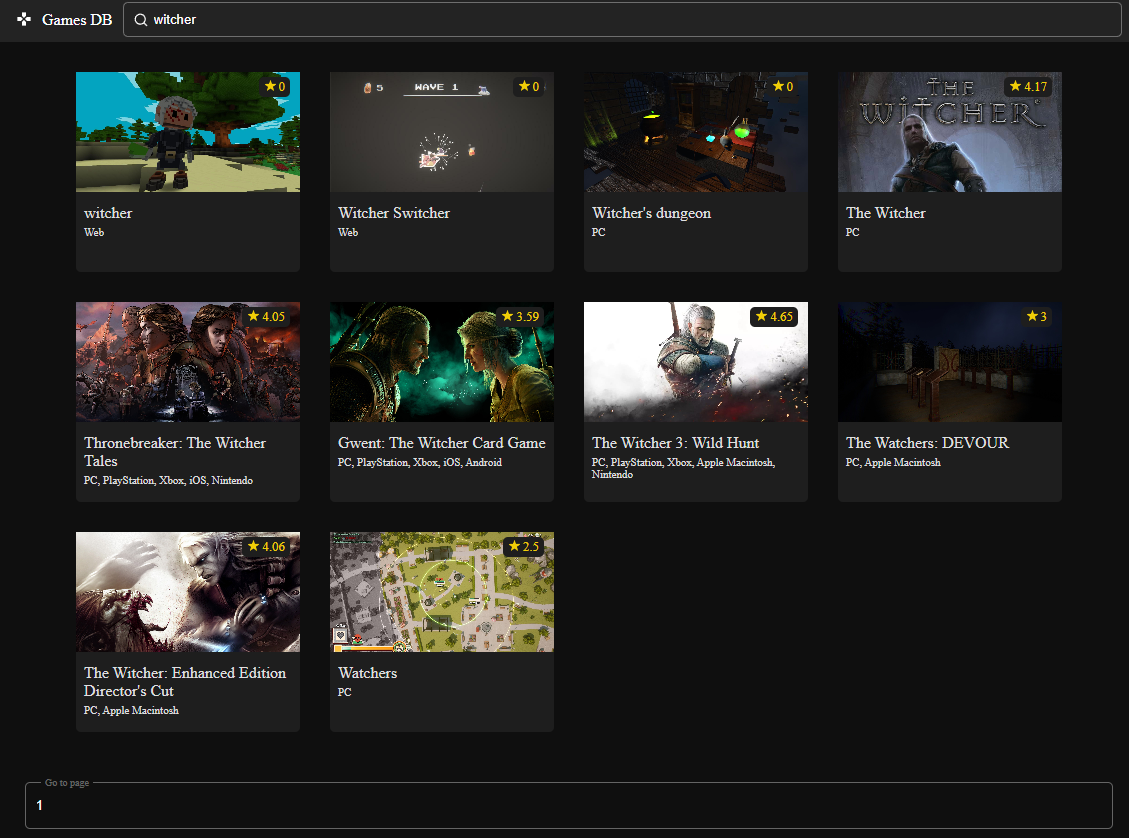 Games DB
witcher
0
5
WAVE 1
0
0
THE
WITCHER
4.17
witcher
Web
Witcher Switcher
Web
Witcher's dungeon
PC
The Witcher
PC
4.05
3.59
4.65
3
Thronebreaker: The Witcher
Tales
PC, PlayStation, Xbox, iOS, Nintendo
Gwent: The Witcher Card Game
PC, PlayStation, Xbox, iOS, Android
The Witcher 3: Wild Hunt
PC, PlayStation, Xbox, Apple Macintosh,
Nintendo
The Watchers: DEVOUR
PC, Apple Macintosh
4.06
2.5
The Witcher: Enhanced Edition
Director's Cut
PC, Apple Macintosh
Watchers
PC
Go to page
1